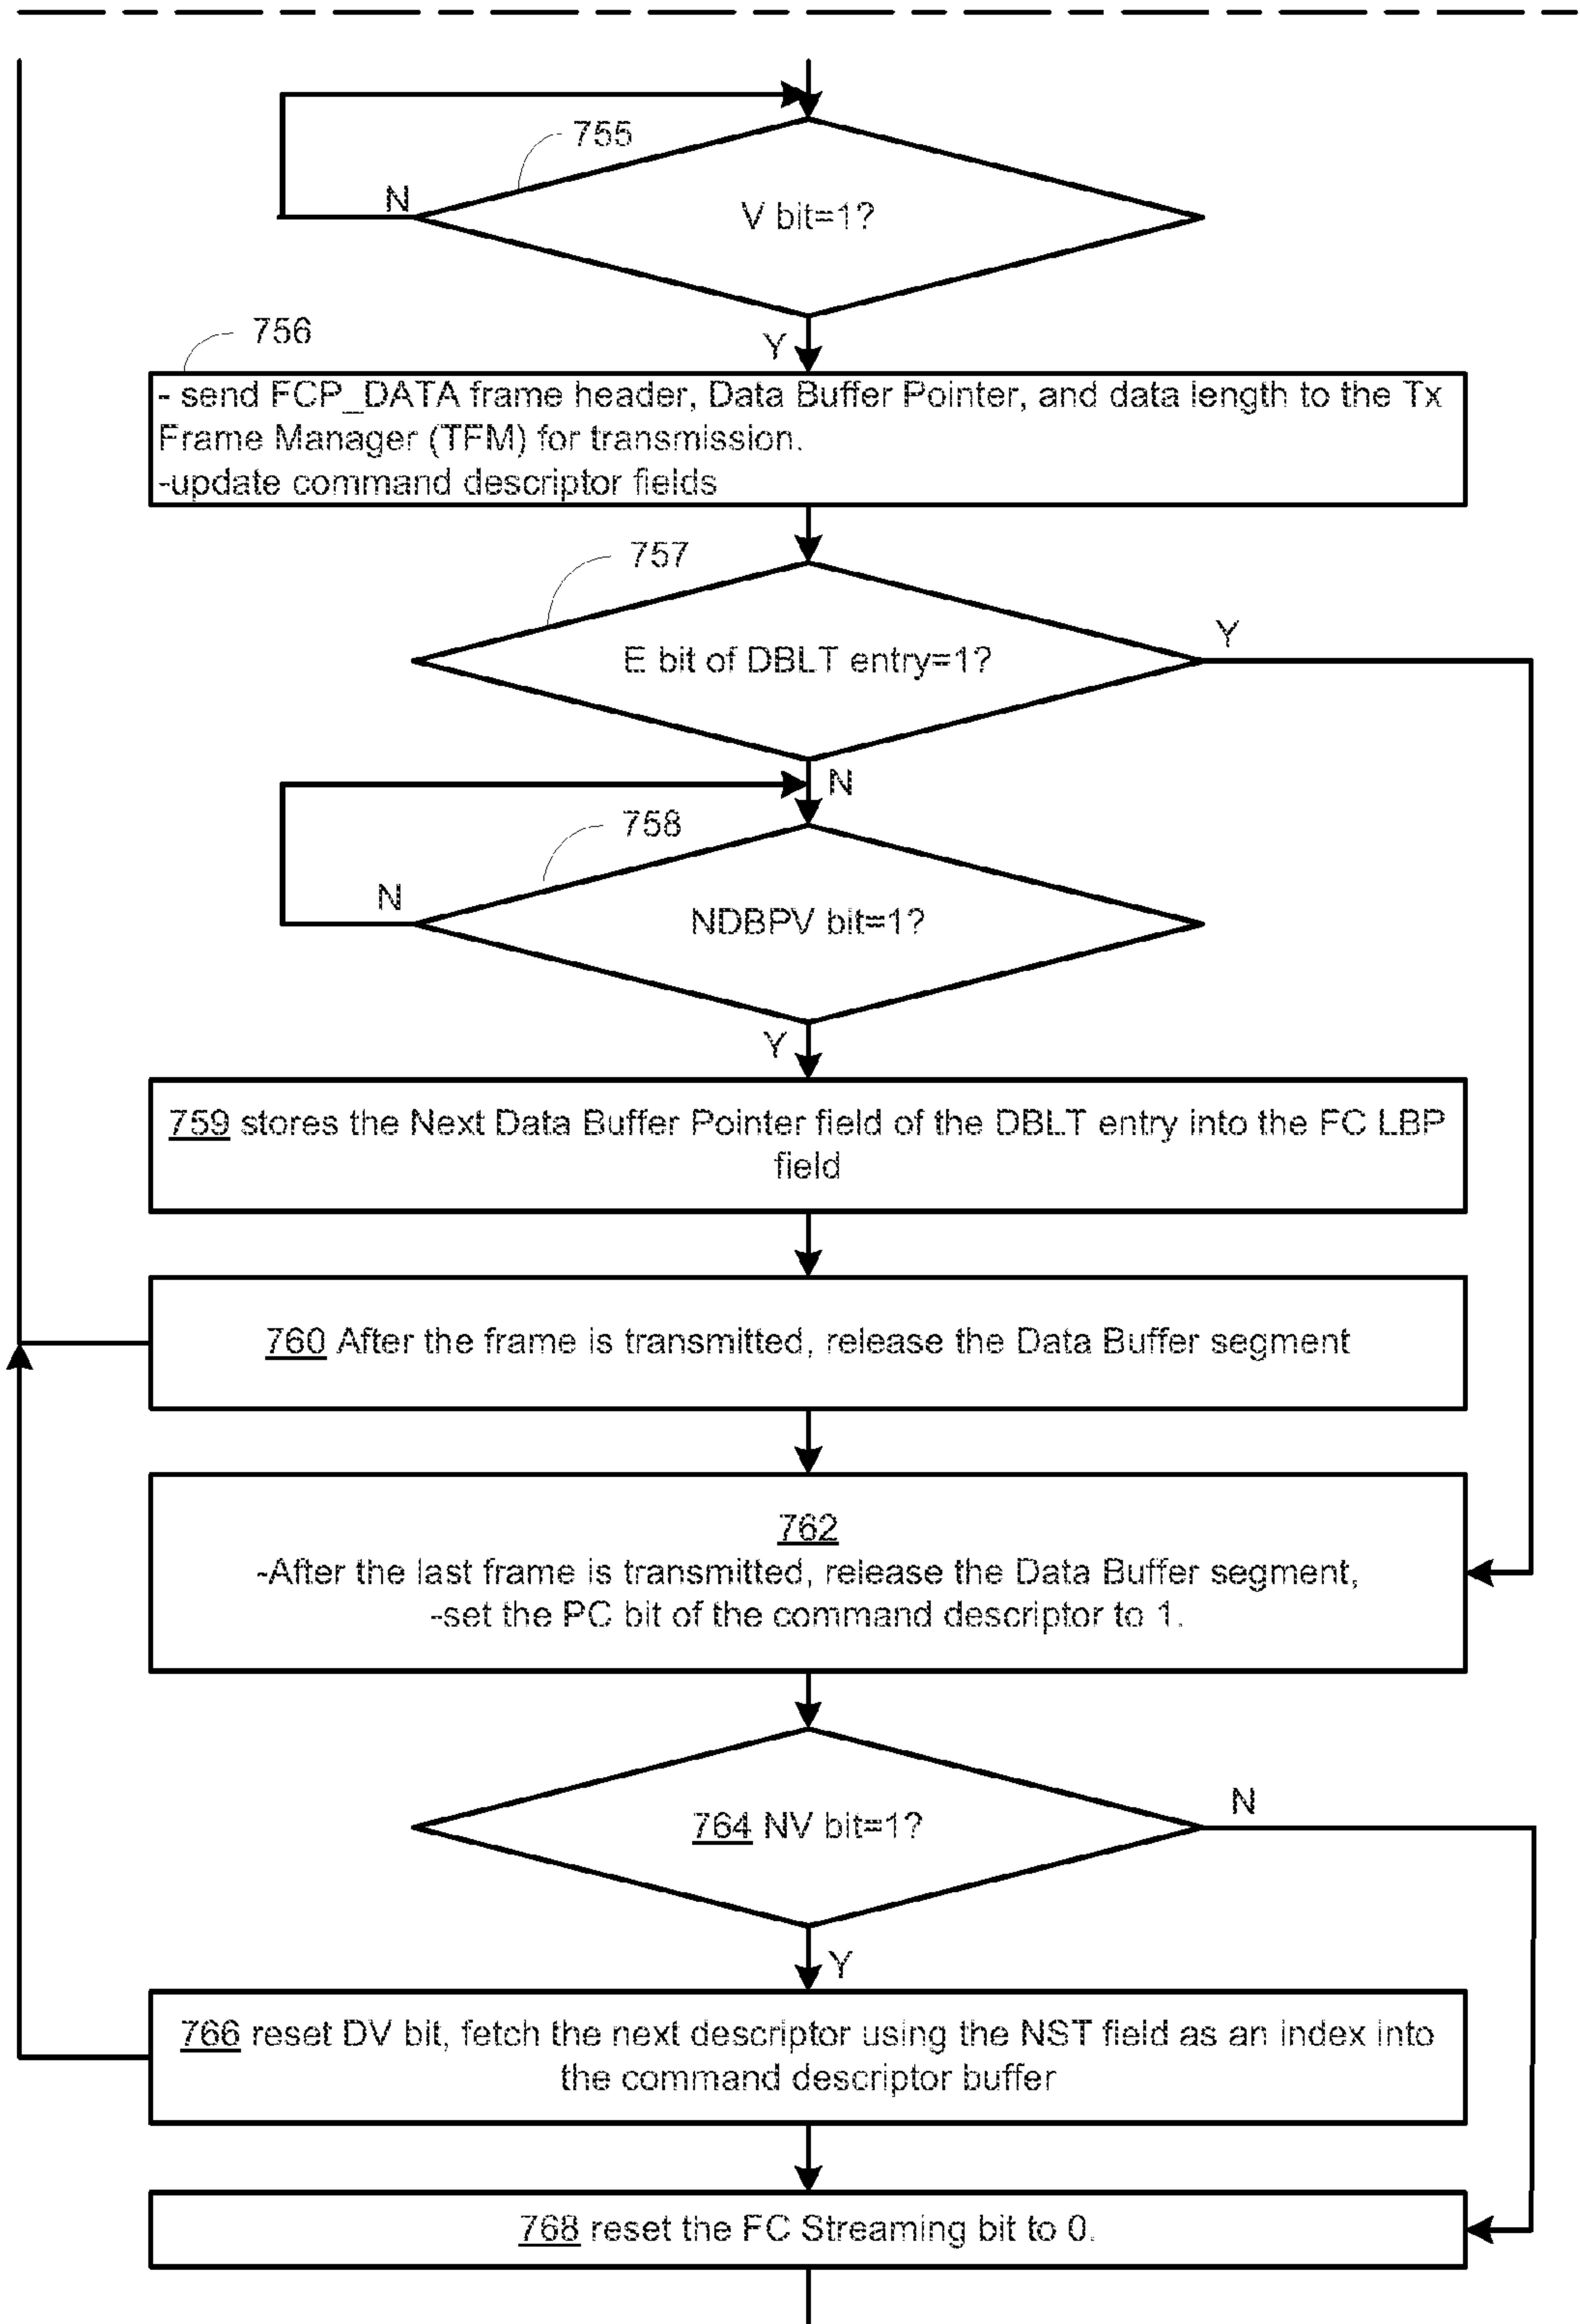 755
N
V bit=1?
756
Y
- send FCP_DATA frame header, Data Buffer Pointer, and data length to the Tx
Frame Manager (TFM) for transmission.
-update command descriptor fields
757
Y
E bit of DBLT entry=1?
N
758
N
NDBPV bit=1?
Y
759 stores the Next Data Buffer Pointer field of the DBLT entry into the FC LBP
field
760 After the frame is transmitted, release the Data Buffer segment
762
-After the last frame is transmitted, release the Data Buffer segment,
-set the PC bit of the command descriptor to 1.
N
764 NV bit=1?
Y
766 reset DV bit, fetch the next descriptor using the NST field as an index into
the command descriptor buffer
768 reset the FC Streaming bit to 0.